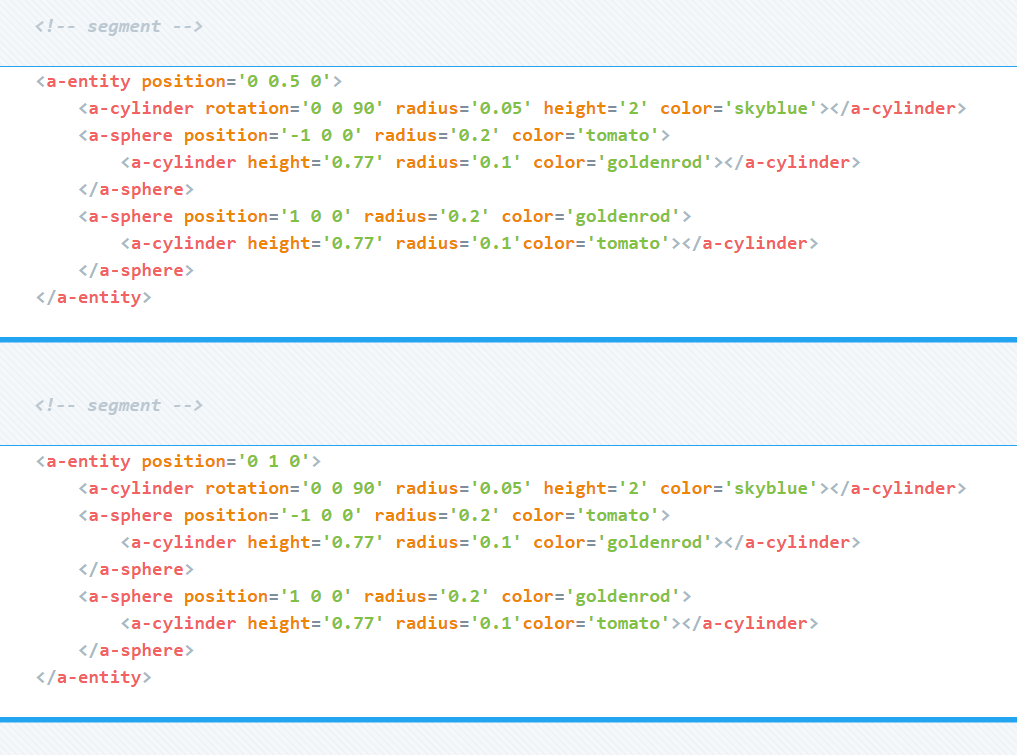 <!-- segment -->
<a-entity position='0 0.5 0'>
    <a-cylinder rotation='0 0 90' radius='0.05' height='2' color='skyblue'></a-cylinder>
    <a-sphere position='-1 0 0' radius='0.2' color='tomato'>
        <a-cylinder height='0.77' radius='0.1' color='goldenrod'></a-cylinder>
    </a-sphere>
    <a-sphere position='1 0 0' radius='0.2' color='goldenrod'>
        <a-cylinder height='0.77' radius='0.1'color='tomato'></a-cylinder>
    </a-sphere>
</a-entity>
<!-- segment -->
<a-entity position='0 1 0'>
    <a-cylinder rotation='0 0 90' radius='0.05' height='2' color='skyblue'></a-cylinder>
    <a-sphere position='-1 0 0' radius='0.2' color='tomato'>
        <a-cylinder height='0.77' radius='0.1' color='goldenrod'></a-cylinder>
    </a-sphere>
    <a-sphere position='1 0 0' radius='0.2' color='goldenrod'>
        <a-cylinder height='0.77' radius='0.1'color='tomato'></a-cylinder>
    </a-sphere>
</a-entity>